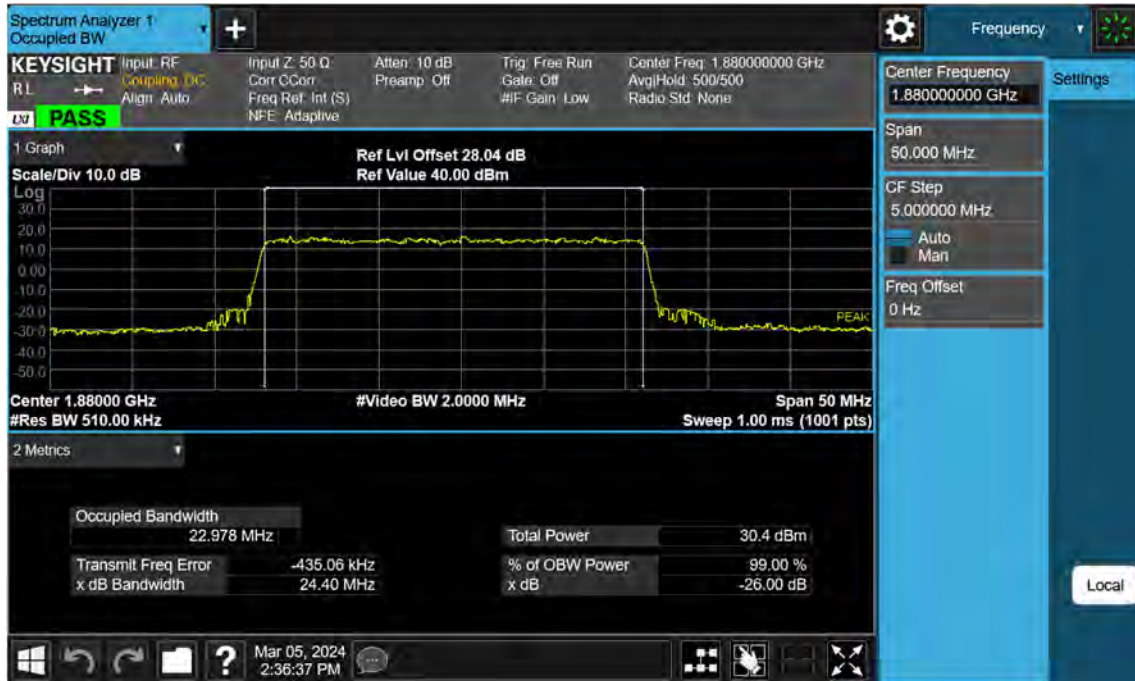 Spectrum Analyzer 1
Occupied BW
+
Frequency
KEYSIGHT
RL
LXI
PASS
Input: RF
Coupling: DC
Align: Auto
Input Z: 50 Ω
Corr CCorr
Freq Ref: Int (S)
NFE: Adaptive
Atten: 10 dB
Preamp: Off
Trig: Free Run
Gate: Off
#IF Gain: Low
Center Freq: 1.880000000 GHz
Avg|Hold: 500/500
Radio Std: None
Center Frequency
1.880000000 GHz
Settings
Span
50.000 MHz
CF Step
5.000000 MHz
Auto
Man
Freq Offset
0 Hz
1 Graph
Scale/Div 10.0 dB
Ref Lvl Offset 28.04 dB
Ref Value 40.00 dBm
Log
30.0
20.0
10.0
0.00
-10.0
-20.0
-30.0
-40.0
-50.0
PEAK
Center 1.88000 GHz
#Video BW 2.0000 MHz
Span 50 MHz
#Res BW 510.00 kHz
Sweep 1.00 ms (1001 pts)
2 Metrics
Occupied Bandwidth
22.978 MHz
Total Power 30.4 dBm
Transmit Freq Error -435.06 kHz
% of OBW Power 99.00 %
x dB Bandwidth 24.40 MHz
x dB -26.00 dB
Local
?
Mar 05, 2024
2:36:37 PM